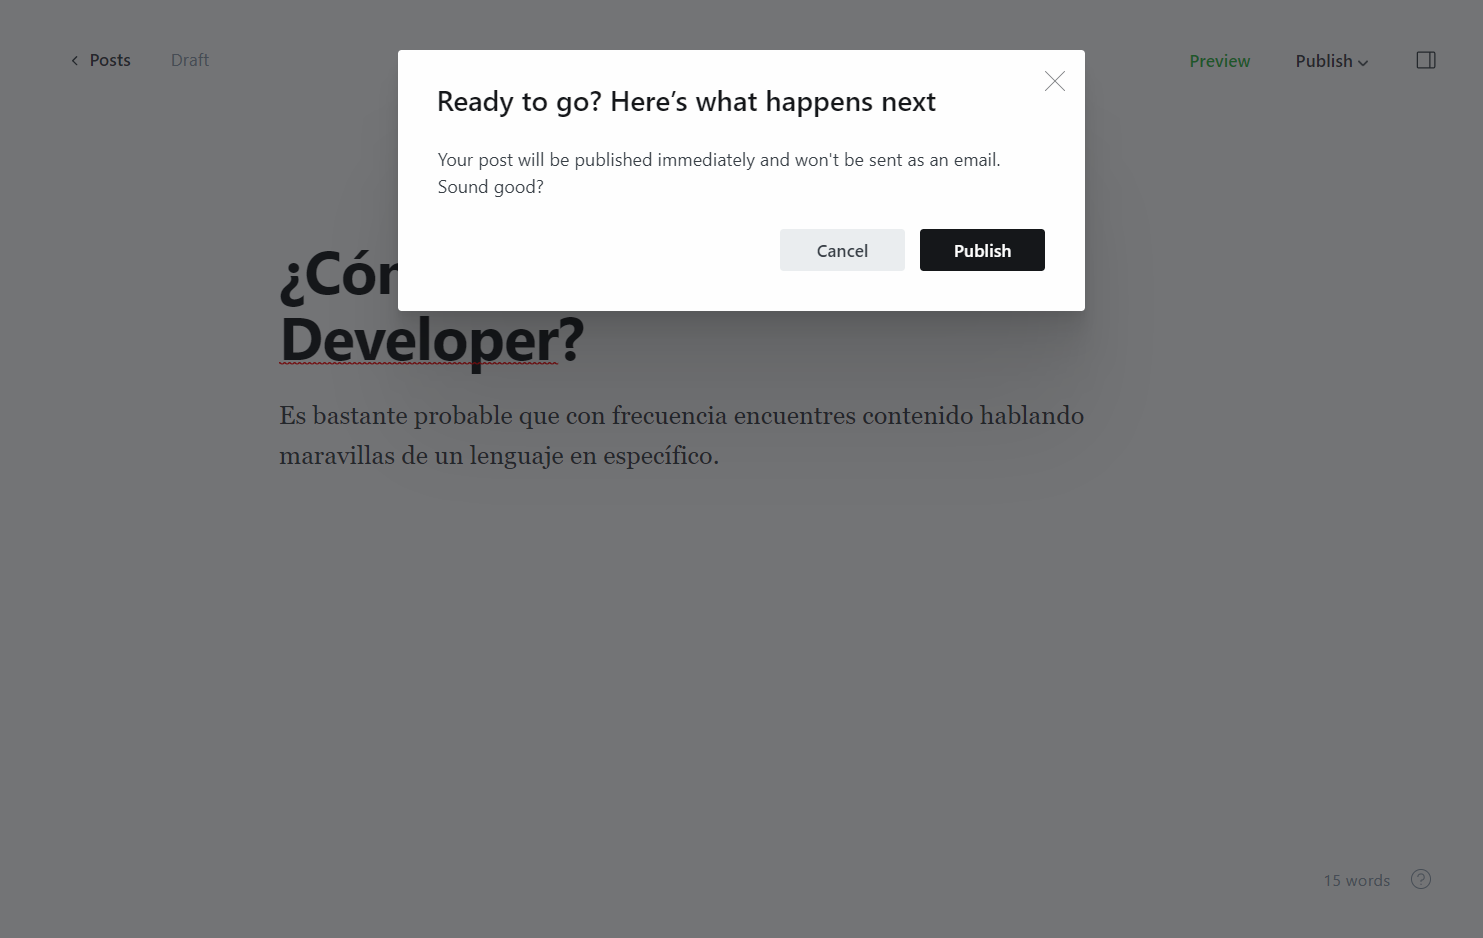 Posts
Draft
Preview
Publish
Ready to go? Here’s what happens next
Your post will be published immediately and won't be sent as an email.
Sound good?
Cancel
Publish
Developer?
Es bastante probable que con frecuencia encuentres contenido hablando
maravillas de un lenguaje en específico.
15 words
?